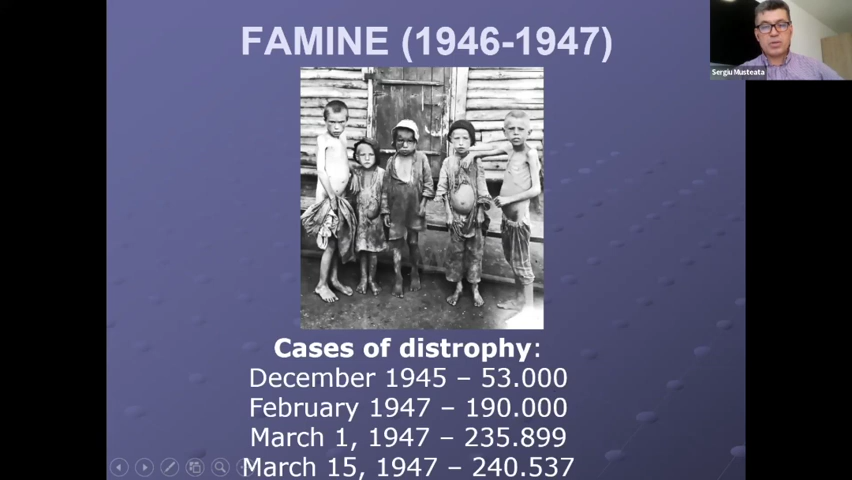 FAMINE (1946-1947)
Sergiu Musteata
Cases of distrophy:
December 1945 – 53.000
February 1947 – 190.000
March 1, 1947 – 235.899
March 15, 1947 – 240.537